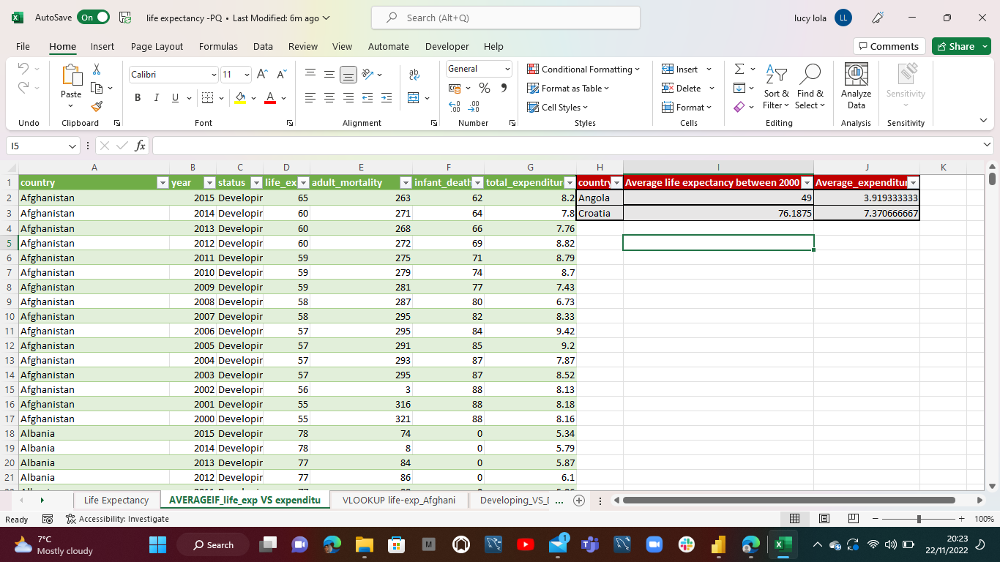 AutoSave On life expectancy -PQ • Last Modified: 6m ago Search (Alt+Q) lucy lola LL
File Home Insert Page Layout Formulas Data Review View Automate Developer Help Comments Share
Calibri 11 A A ab General Conditional Formatting Insert
Paste B I U A % Format as Table Delete Sort & Filter Find & Select Analyze Data Sensitivity
Cell Styles Format
Undo Clipboard Font Alignment Number Styles Cells Editing Analysis Sensitivity
I5 fx
A B C D E F G H I J K
1 country year status life_ex adult_mortality infant_death total_expenditur country Average life expectancy between 2000 Average_expenditur
2 Afghanistan 2015 Developir 65 263 62 8.2 Angola 49 3.919333333
3 Afghanistan 2014 Developir 60 271 64 7.8 Croatia 76.1875 7.370666667
4 Afghanistan 2013 Developir 60 268 66 7.76
5 Afghanistan 2012 Developir 60 272 69 8.82
6 Afghanistan 2011 Developir 59 275 71 8.79
7 Afghanistan 2010 Developir 59 279 74 8.7
8 Afghanistan 2009 Developir 59 281 77 7.43
9 Afghanistan 2008 Developir 58 287 80 6.73
10 Afghanistan 2007 Developir 58 295 82 8.33
11 Afghanistan 2006 Developir 57 295 84 9.42
12 Afghanistan 2005 Developir 57 291 85 9.2
13 Afghanistan 2004 Developir 57 293 87 7.87
14 Afghanistan 2003 Developir 57 295 87 8.52
15 Afghanistan 2002 Developir 56 3 88 8.13
16 Afghanistan 2001 Developir 55 316 88 8.18
17 Afghanistan 2000 Developir 55 321 88 8.16
18 Albania 2015 Developir 78 74 0 5.34
19 Albania 2014 Developir 78 8 0 5.79
20 Albania 2013 Developir 77 84 0 5.87
21 Albania 2012 Developir 77 86 0 6.1
Life Expectancy AVERAGEIF_life_exp VS expenditu VLOOKUP life-exp_Afghani Developing_VS_ ...
Ready Accessibility: Investigate 100%
7°C
Mostly cloudy
Search
M
1
20:23
22/11/2022